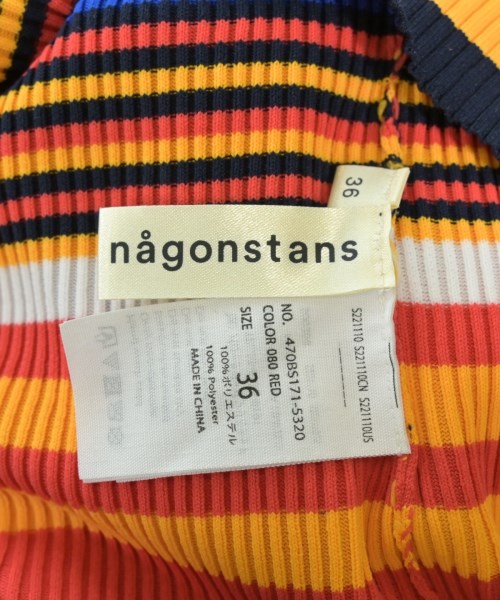 någonstans
36
NO. 470BS171-5320
COLOR 080 RED
SIZE 36
100% ポリエステル
100% Polyester
MADE IN CHINA
S221110 S221110CN S221110US